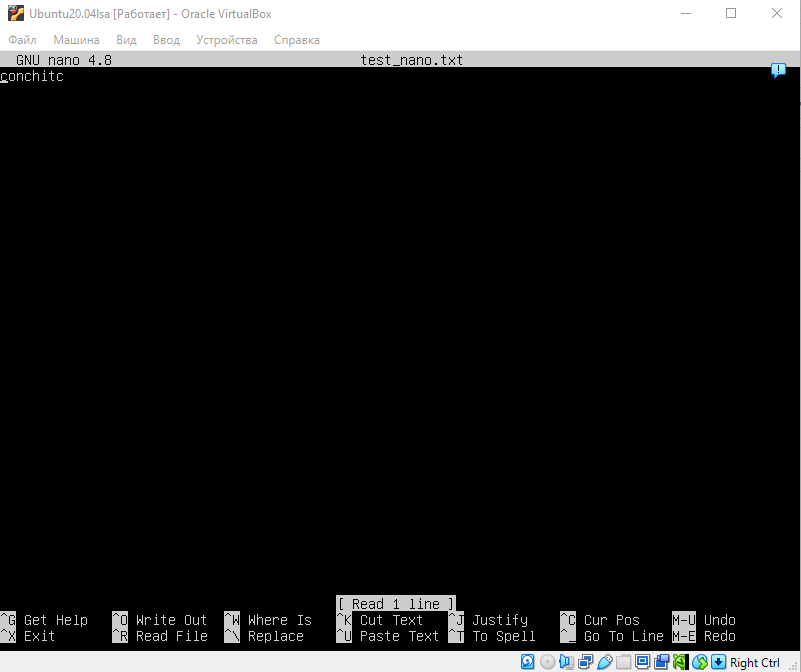 Ubuntu20.04lsa [Работает] - Oracle VirtualBox
Файл Машина Вид Ввод Устройства Справка
GNU nano 4.8 test_nano.txt
conchitc
[ Read 1 line ]
^G Get Help ^O Write Out ^W Where Is ^K Cut Text ^J Justify ^C Cur Pos M-U Undo
^X Exit ^R Read File ^\ Replace ^U Paste Text ^T To Spell ^_ Go To Line M-E Redo
Right Ctrl